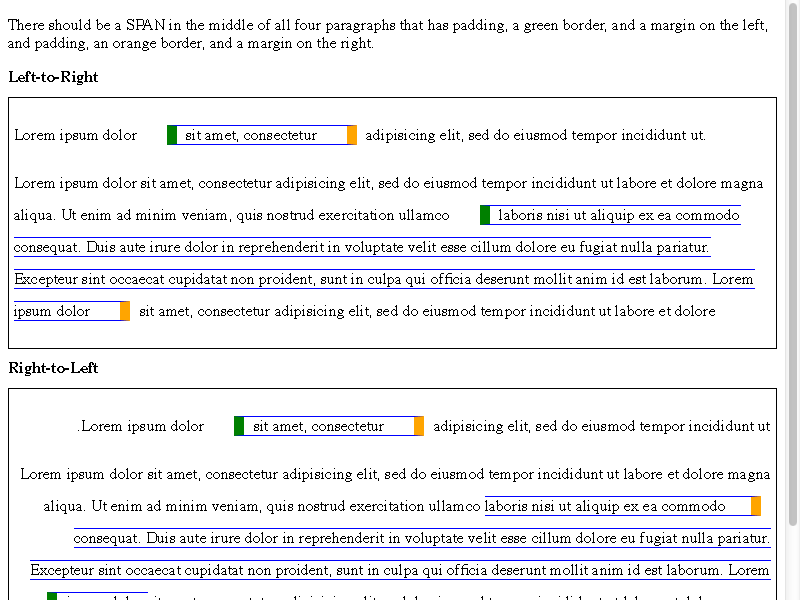 There should be a SPAN in the middle of all four paragraphs that has padding, a green border, and a margin on the left,
and padding, an orange border, and a margin on the right.
Left-to-Right
Lorem ipsum dolor sit amet, consectetur adipisicing elit, sed do eiusmod tempor incididunt ut.
Lorem ipsum dolor sit amet, consectetur adipisicing elit, sed do eiusmod tempor incididunt ut labore et dolore magna
aliqua. Ut enim ad minim veniam, quis nostrud exercitation ullamco laboris nisi ut aliquip ex ea commodo
consequat. Duis aute irure dolor in reprehenderit in voluptate velit esse cillum dolore eu fugiat nulla pariatur.
Excepteur sint occaecat cupidatat non proident, sunt in culpa qui officia deserunt mollit anim id est laborum. Lorem
ipsum dolor sit amet, consectetur adipisicing elit, sed do eiusmod tempor incididunt ut labore et dolore
Right-to-Left
.Lorem ipsum dolor sit amet, consectetur adipisicing elit, sed do eiusmod tempor incididunt ut
Lorem ipsum dolor sit amet, consectetur adipisicing elit, sed do eiusmod tempor incididunt ut labore et dolore magna
aliqua. Ut enim ad minim veniam, quis nostrud exercitation ullamco laboris nisi ut aliquip ex ea commodo
consequat. Duis aute irure dolor in reprehenderit in voluptate velit esse cillum dolore eu fugiat nulla pariatur.
Excepteur sint occaecat cupidatat non proident, sunt in culpa qui officia deserunt mollit anim id est laborum. Lorem